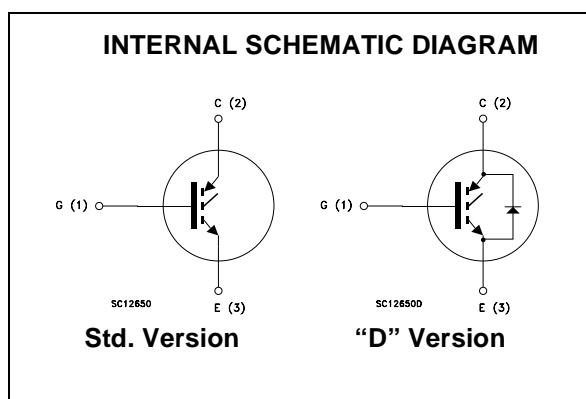 INTERNAL SCHEMATIC DIAGRAM
C (2)
C (2)
G (1)
G (1)
SC12650
E (3)
SC12650D
E (3)
Std. Version
“D” Version